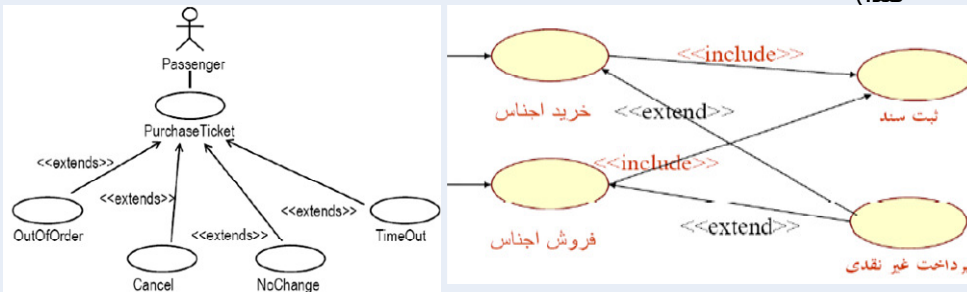 Passenger
PurchaseTicket
<<extends>>
<<extends>>
<<extends>>
<<extends>>
OutOfOrder
TimeOut
Cancel
NoChange
<<include>>
خرید اجناس
<<extend>>
ثبت سند
<<include>>
<<extend>>
فروش اجناس
پرداخت غیر نقدی